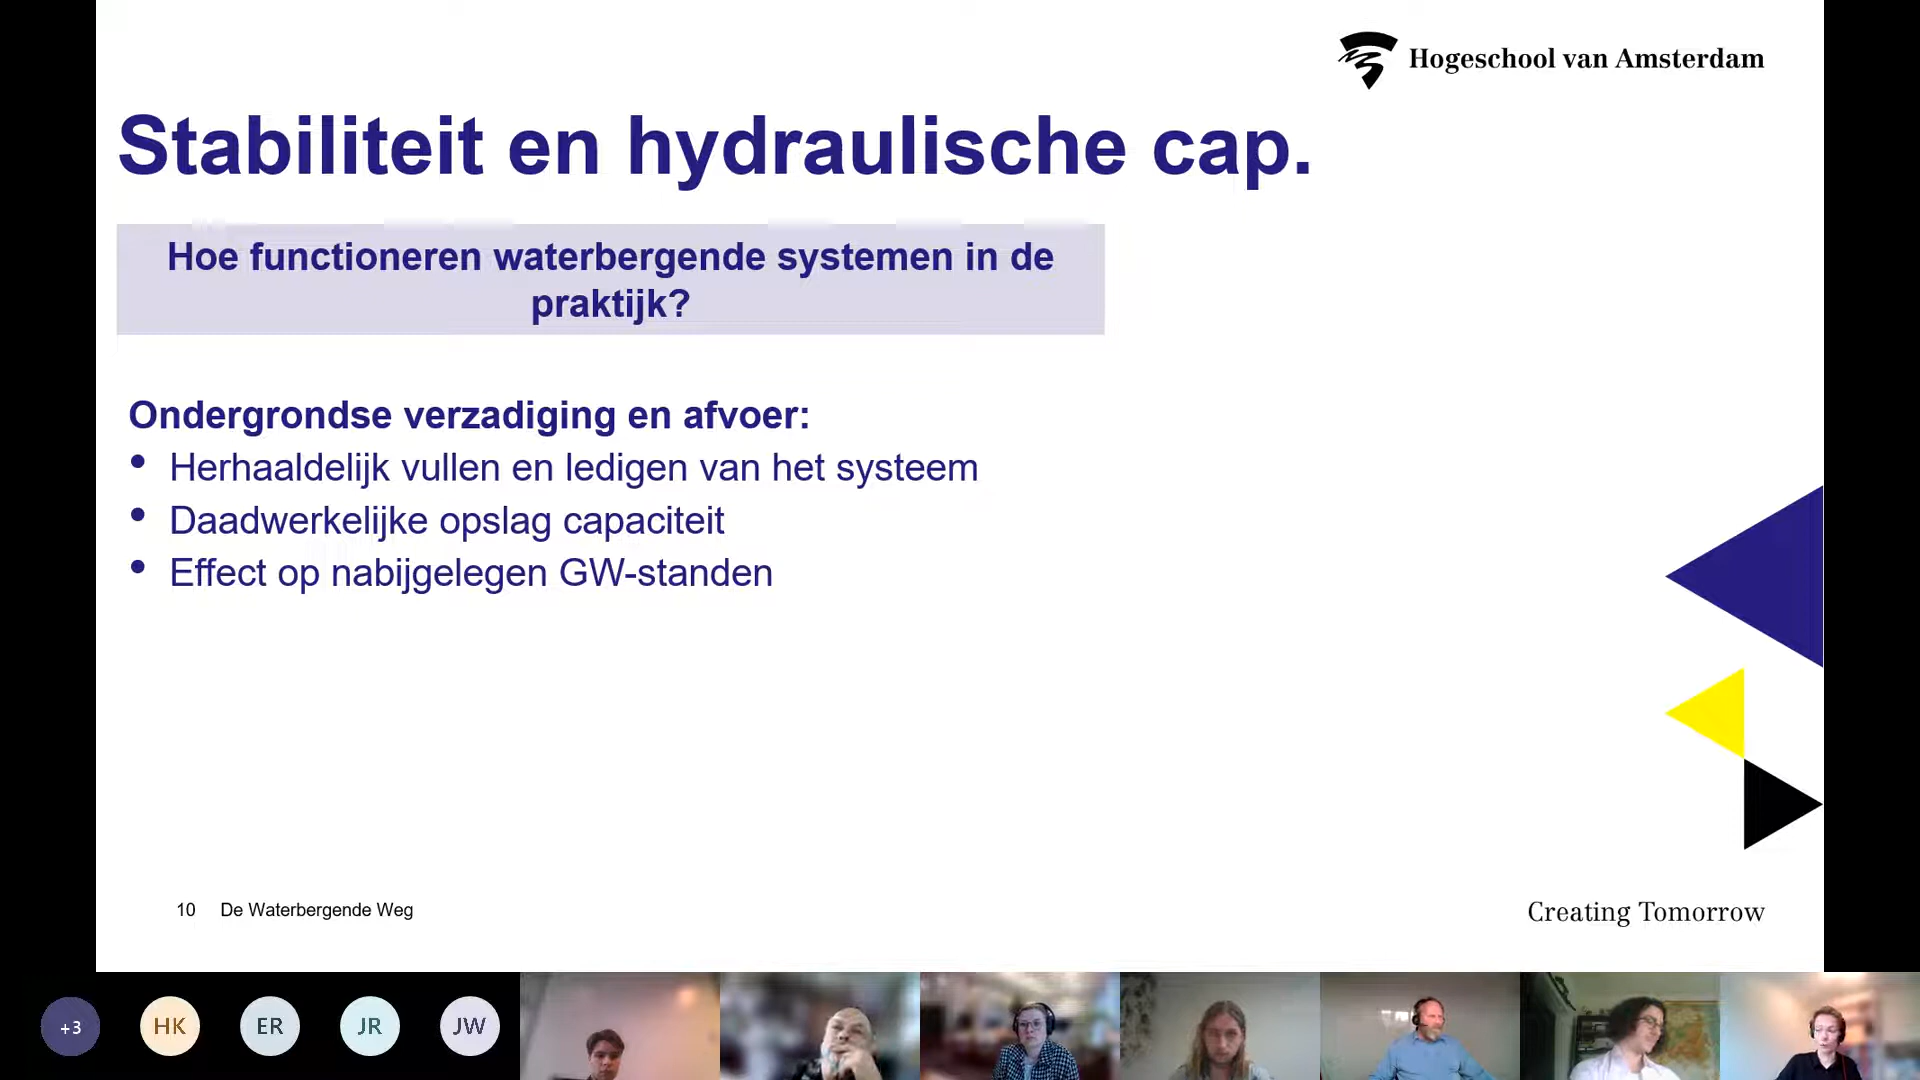 Hogeschool van Amsterdam
Stabiliteit en hydraulische cap.
Hoe functioneren waterbergende systemen in de
praktijk?
Ondergrondse verzadiging en afvoer:
• Herhaaldelijk vullen en ledigen van het systeem
• Daadwerkelijke opslag capaciteit
• Effect op nabijgelegen GW-standen
10 De Waterbergende Weg
Creating Tomorrow
+3 HK ER JR JW